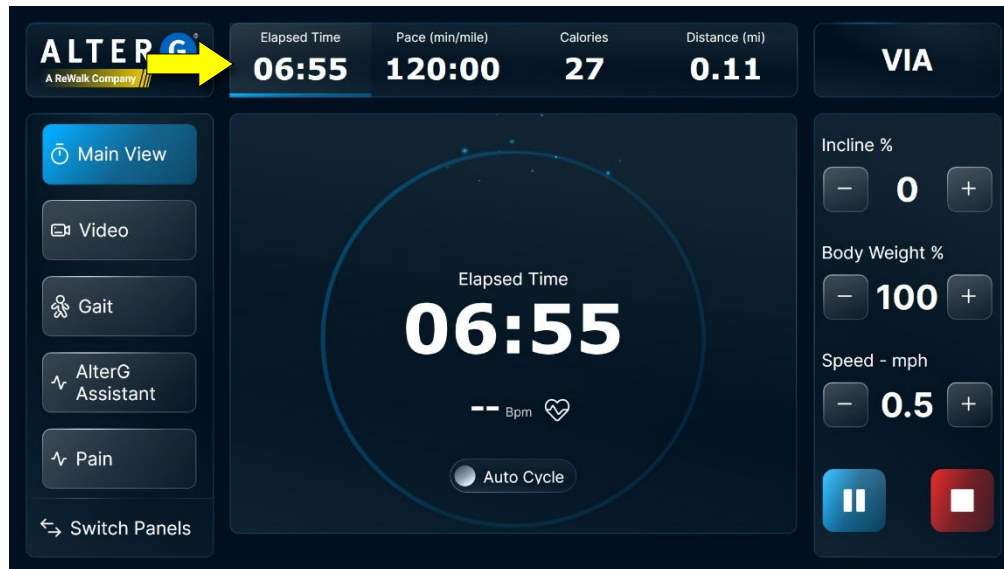 ALTER G
A ReWalk Company
Elapsed Time
06:55
Pace (min/mile)
120:00
Calories
27
Distance (mi)
0.11
VIA
Main View
Video
Gait
AlterG
Assistant
Pain
Switch Panels
Elapsed Time
06:55
-- Bpm
Auto Cycle
Incline %
− 0 +
Body Weight %
− 100 +
Speed - mph
− 0.5 +